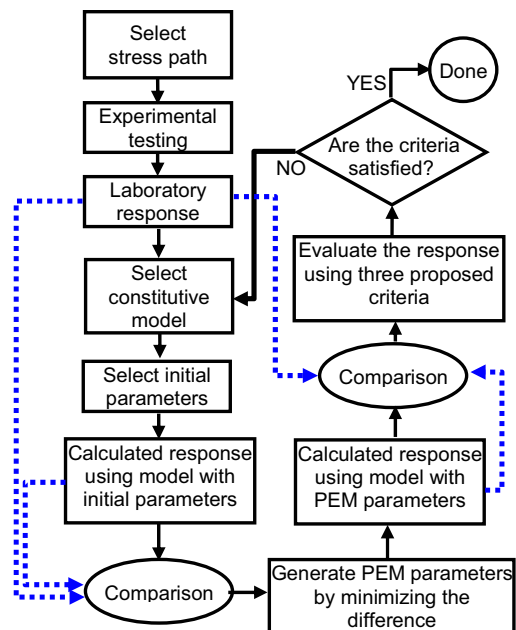 Select
stress path
Experimental
testing
Laboratory
response
Select
constitutive
model
Select initial
parameters
Calculated response
using model with
initial parameters
Comparison
Generate PEM parameters
by minimizing the
difference
Calculated response
using model with
PEM parameters
Comparison
Evaluate the response
using three proposed
criteria
Are the criteria
satisfied?
NO
YES
Done